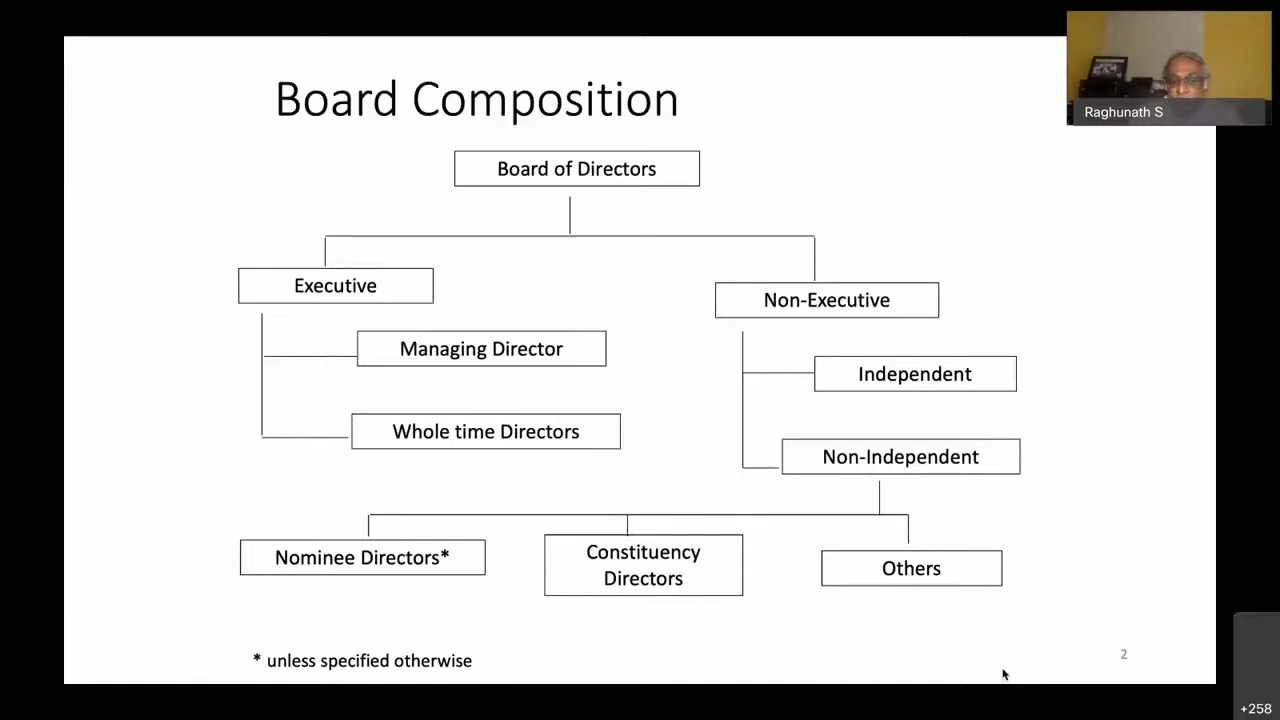 Board Composition
Raghunath S
Board of Directors
Executive
Non-Executive
Managing Director
Independent
Whole time Directors
Non-Independent
Nominee Directors*
Constituency
Directors
Others
* unless specified otherwise
2
+258